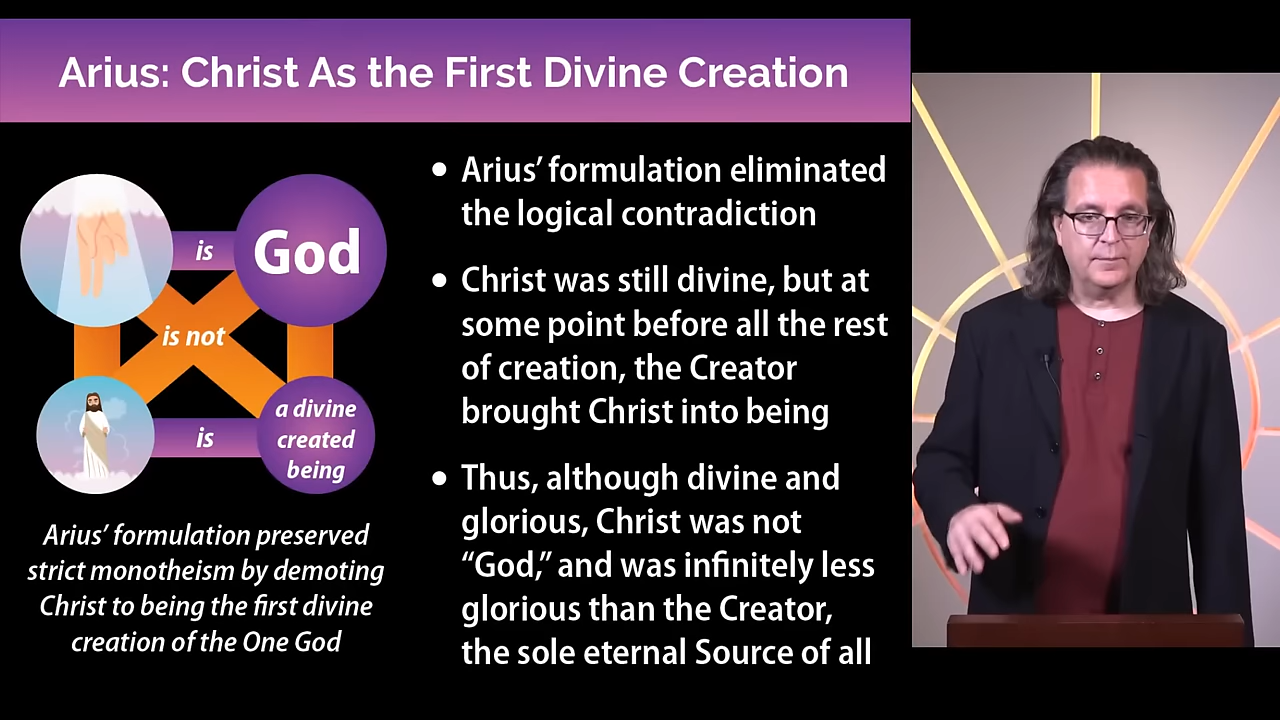 Arius: Christ As the First Divine Creation
is
God
is not
is
a divine
created
being
Arius’ formulation preserved
strict monotheism by demoting
Christ to being the first divine
creation of the One God
• Arius’ formulation eliminated
the logical contradiction
• Christ was still divine, but at
some point before all the rest
of creation, the Creator
brought Christ into being
• Thus, although divine and
glorious, Christ was not
“God,” and was infinitely less
glorious than the Creator,
the sole eternal Source of all